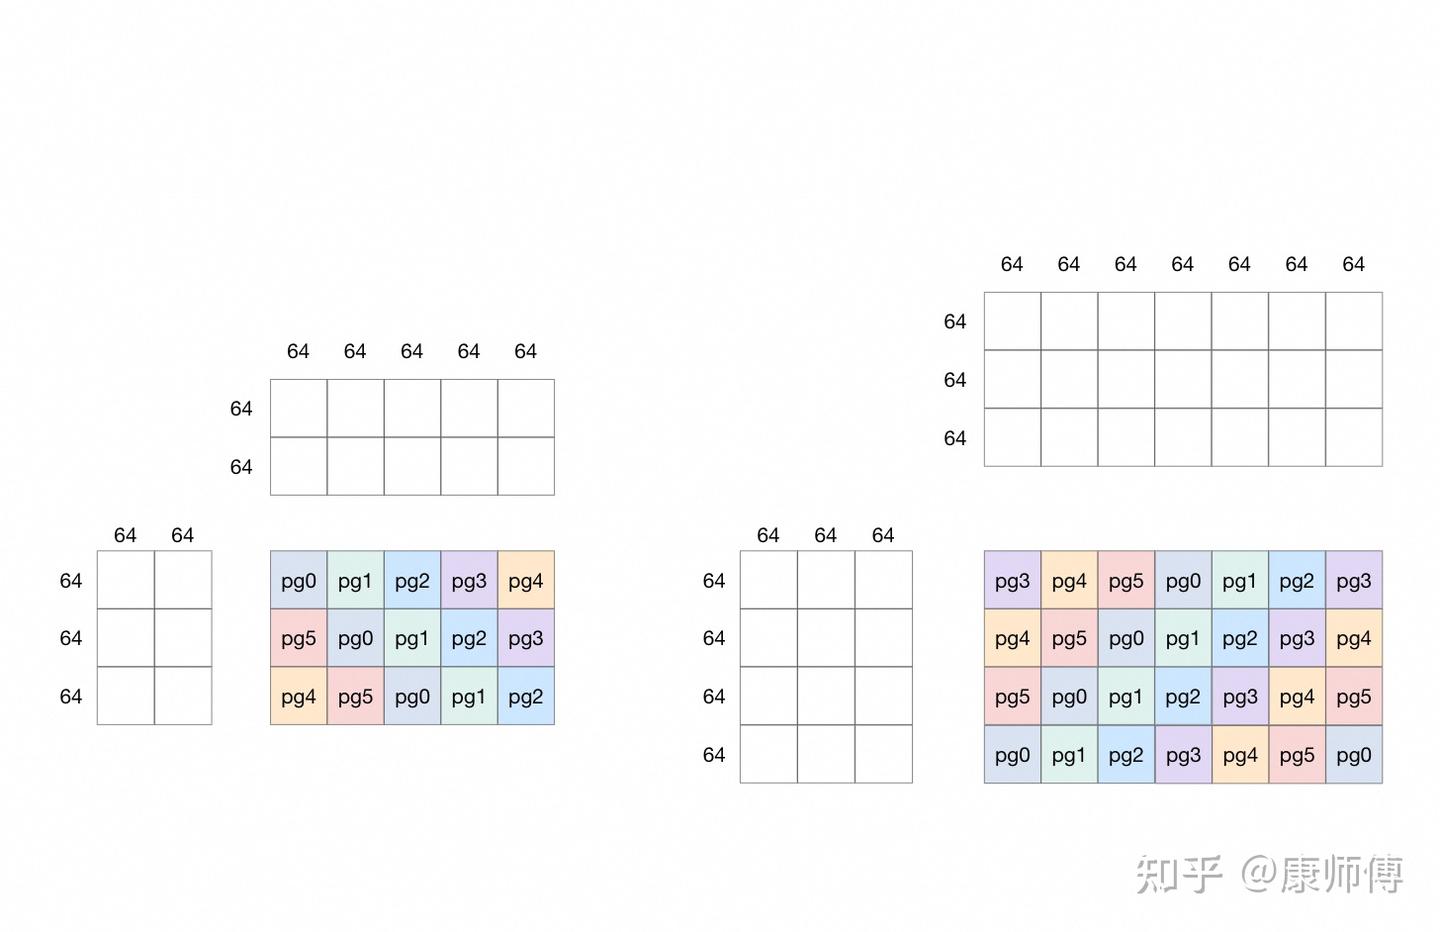 64 64 64 64 64 64 64
64
64
64
64 64 64 64 64
64
64
64 64
64
64
64
pg0 pg1 pg2 pg3 pg4
pg5 pg0 pg1 pg2 pg3
pg4 pg5 pg0 pg1 pg2
64 64 64
64
64
64
64
pg3 pg4 pg5 pg0 pg1 pg2 pg3
pg4 pg5 pg0 pg1 pg2 pg3 pg4
pg5 pg0 pg1 pg2 pg3 pg4 pg5
pg0 pg1 pg2 pg3 pg4 pg5 pg0
知乎 @康师傅